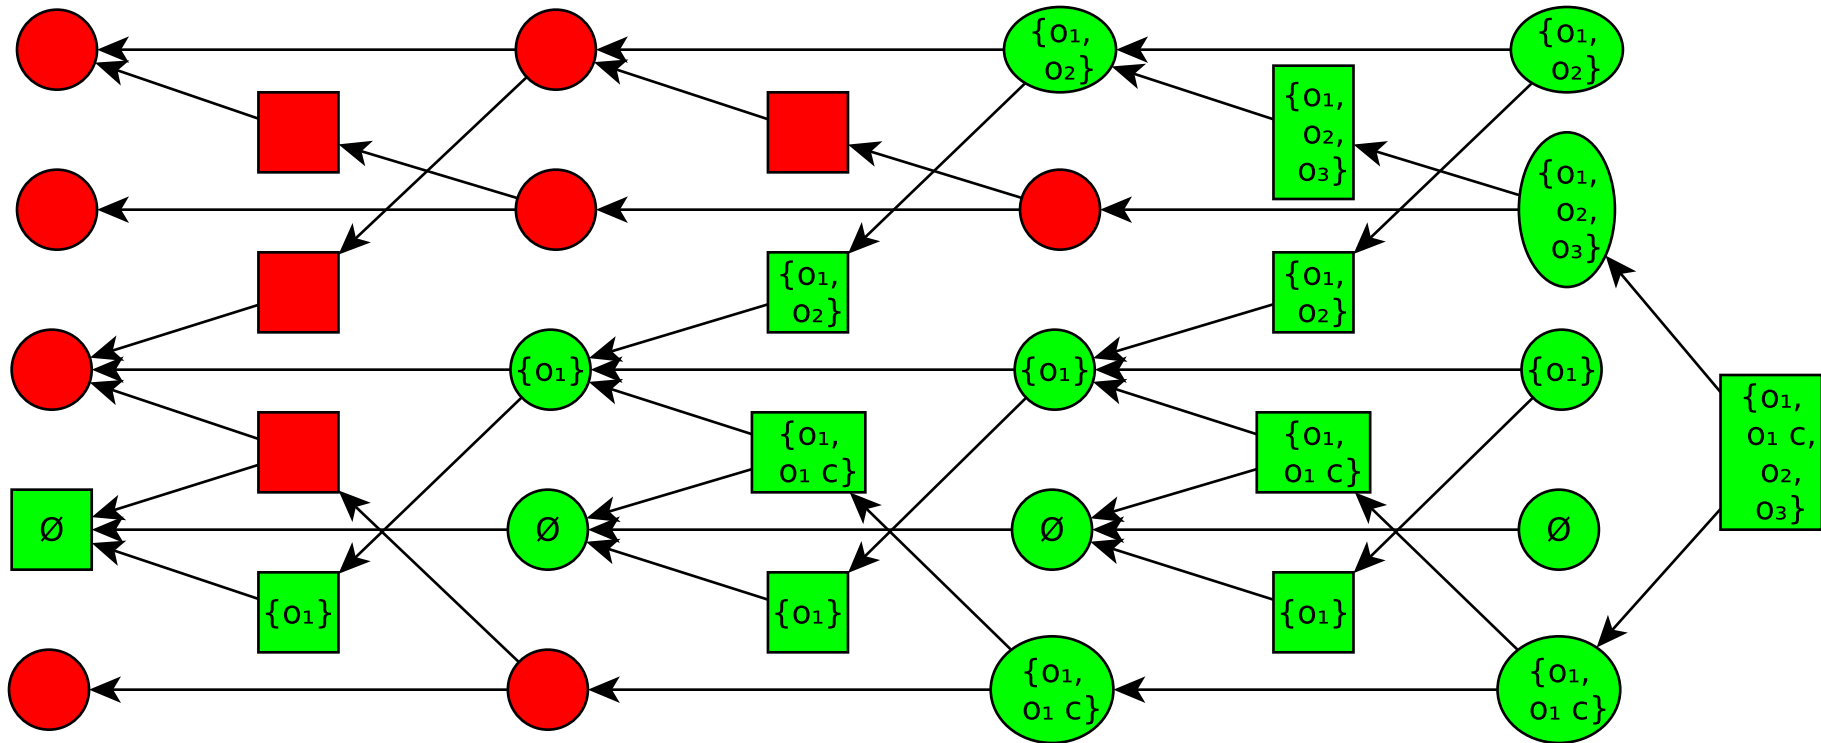 {o₁,
o₂}
{o₁,
o₂}
{o₁,
o₂,
o₃}
{o₁,
o₂,
o₃}
{o₁,
o₂}
{o₁,
o₂}
{o₁}
{o₁}
{o₁}
{o₁,
o₁ c,
o₂,
o₃}
{o₁,
o₁ c}
{o₁,
o₁ c}
Ø
Ø
Ø
Ø
{o₁}
{o₁}
{o₁}
{o₁,
o₁ c}
{o₁,
o₁ c}